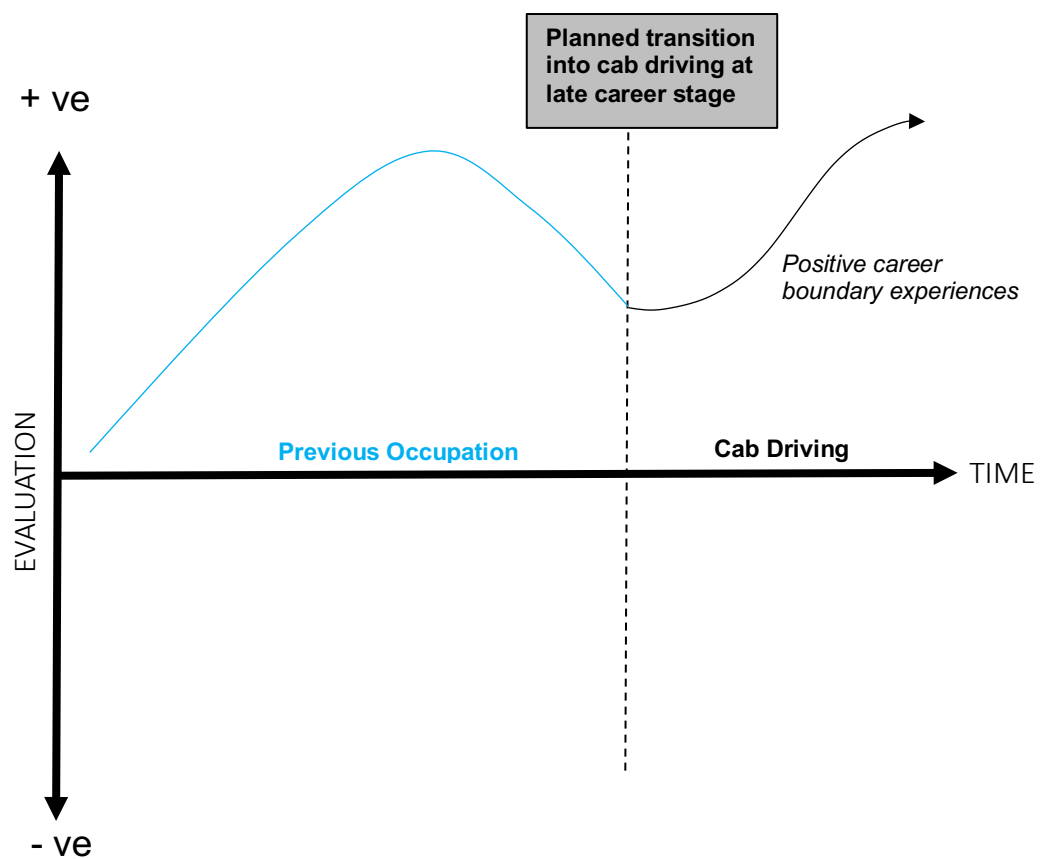 Planned transition
into cab driving at
late career stage
+ ve
Positive career
boundary experiences
EVALUATION
Previous Occupation
Cab Driving
TIME
- ve